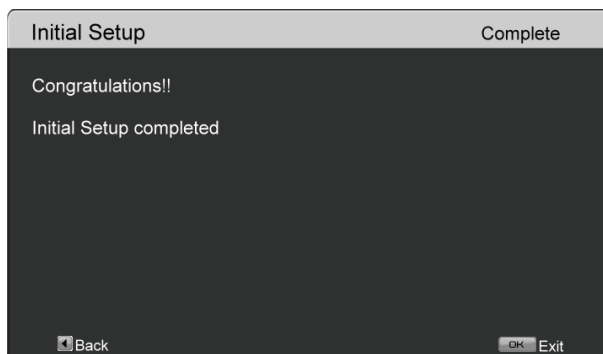 Initial Setup Complete
Congratulations!!
Initial Setup completed
Back OK Exit